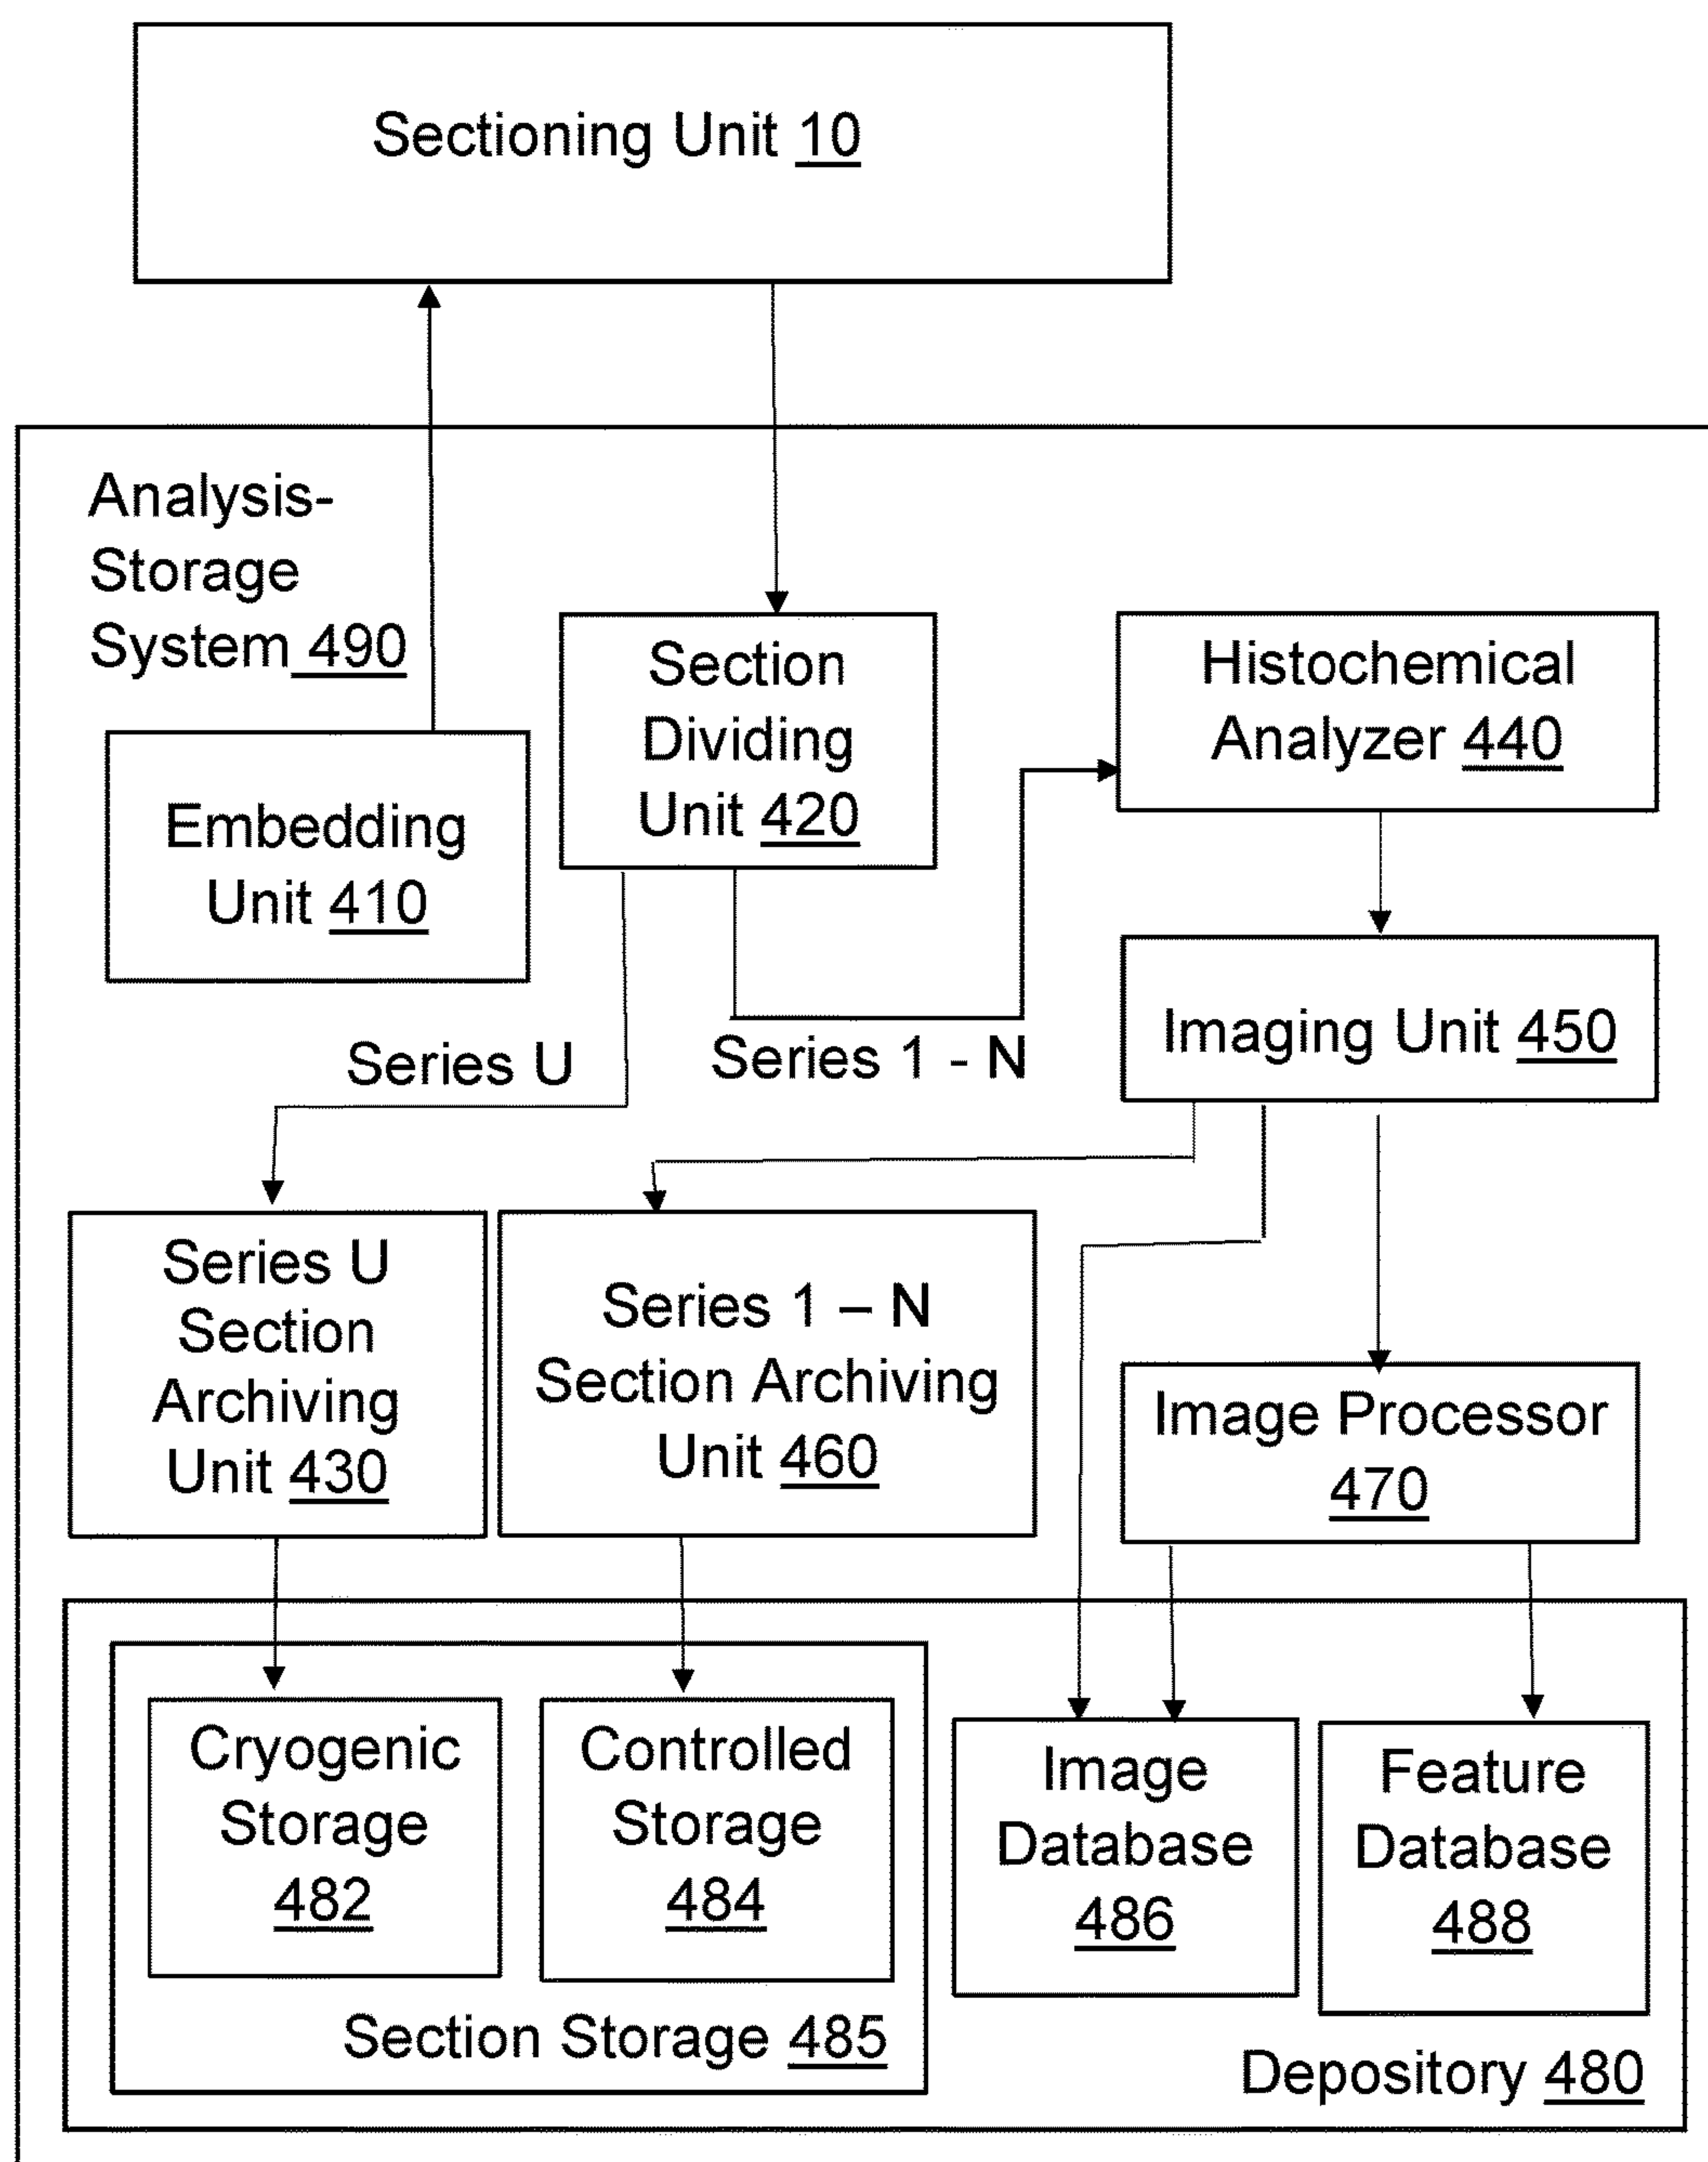 Sectioning Unit 10
Analysis-
Storage
System 490
Embedding
Unit 410
Section
Dividing
Unit 420
Histochemical
Analyzer 440
Imaging Unit 450
Series U
Series 1 - N
Series U
Section
Archiving
Unit 430
Series 1 – N
Section Archiving
Unit 460
Image Processor
470
Cryogenic
Storage
482
Controlled
Storage
484
Image
Database
486
Feature
Database
488
Section Storage 485
Depository 480